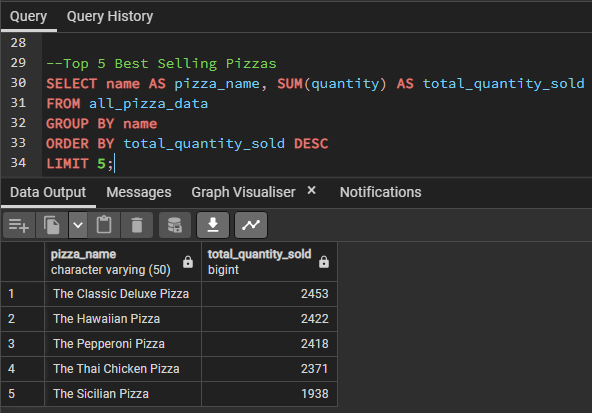 Query Query History
28
29 --Top 5 Best Selling Pizzas
30 SELECT name AS pizza_name, SUM(quantity) AS total_quantity_sold
31 FROM all_pizza_data
32 GROUP BY name
33 ORDER BY total_quantity_sold DESC
34 LIMIT 5;
Data Output Messages Graph Visualiser × Notifications
pizza_name total_quantity_sold
character varying (50) bigint
1 The Classic Deluxe Pizza 2453
2 The Hawaiian Pizza 2422
3 The Pepperoni Pizza 2418
4 The Thai Chicken Pizza 2371
5 The Sicilian Pizza 1938